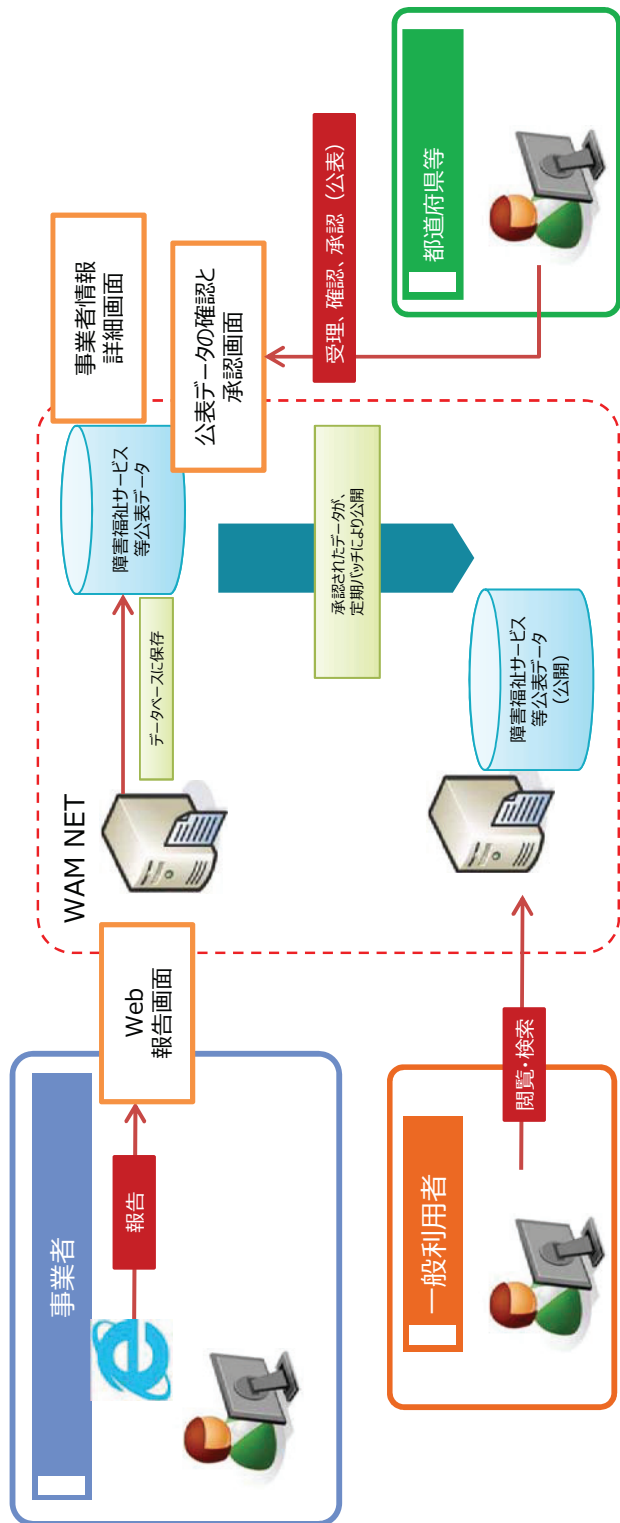 事業者
報告
Web
報告画面
WAM NET
データベースに保存
障害福祉サービス
等公表データ
事業者情報
詳細画面
公表データの確認と
承認画面
承認されたデータが、
定期バッチにより公開
受理、確認、承認（公表）
一般利用者
閲覧・検索
障害福祉サービス
等公表データ
（公開）
都道府県等